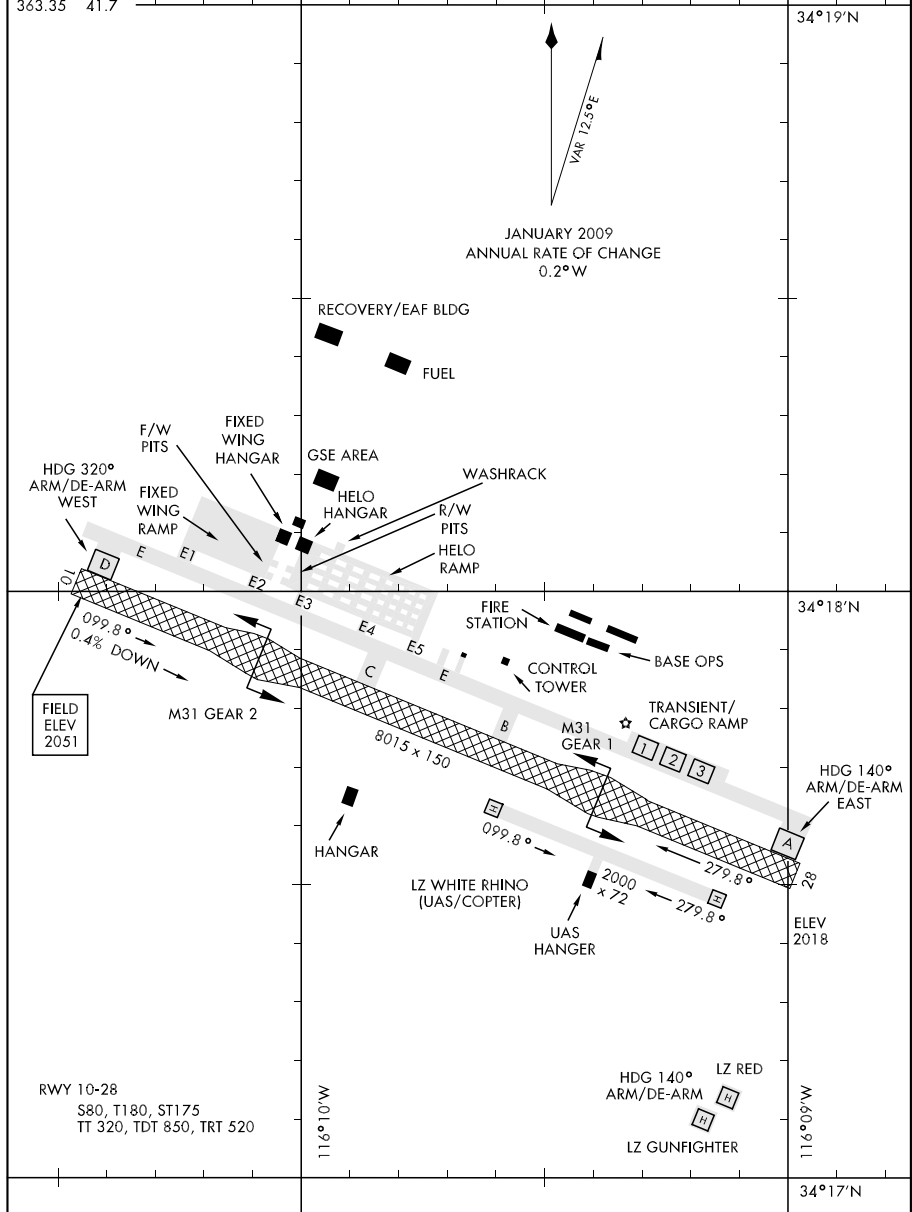 363.35 41.7
34°19'N
VAR 12.5°E
JANUARY 2009
ANNUAL RATE OF CHANGE
0.2°W
RECOVERY/EAF BLDG
FUEL
F/W
PITS
FIXED
WING
HANGAR
GSE AREA
HDG 320°
ARM/DE-ARM
WEST
FIXED
WING
RAMP
HELO
HANGAR
WASHRACK
R/W
PITS
HELO
RAMP
D
E
E1
E2
E3
E4
E5
E
C
B
10
34°18'N
FIRE
STATION
BASE OPS
CONTROL
TOWER
099.8°
0.4% DOWN
FIELD
ELEV
2051
M31 GEAR 2
8015 x 150
M31
GEAR 1
TRANSIENT/
CARGO RAMP
1
2
3
HDG 140°
ARM/DE-ARM
EAST
A
HANGAR
H
099.8°
279.8°
28
LZ WHITE RHINO
(UAS/COPTER)
2000
x 72
279.8°
H
UAS
HANGER
ELEV
2018
RWY 10-28
S80, T180, ST175
TT 320, TDT 850, TRT 520
116°10'W
HDG 140°
ARM/DE-ARM
LZ RED
H
H
LZ GUNFIGHTER
116°09'W
34°17'N